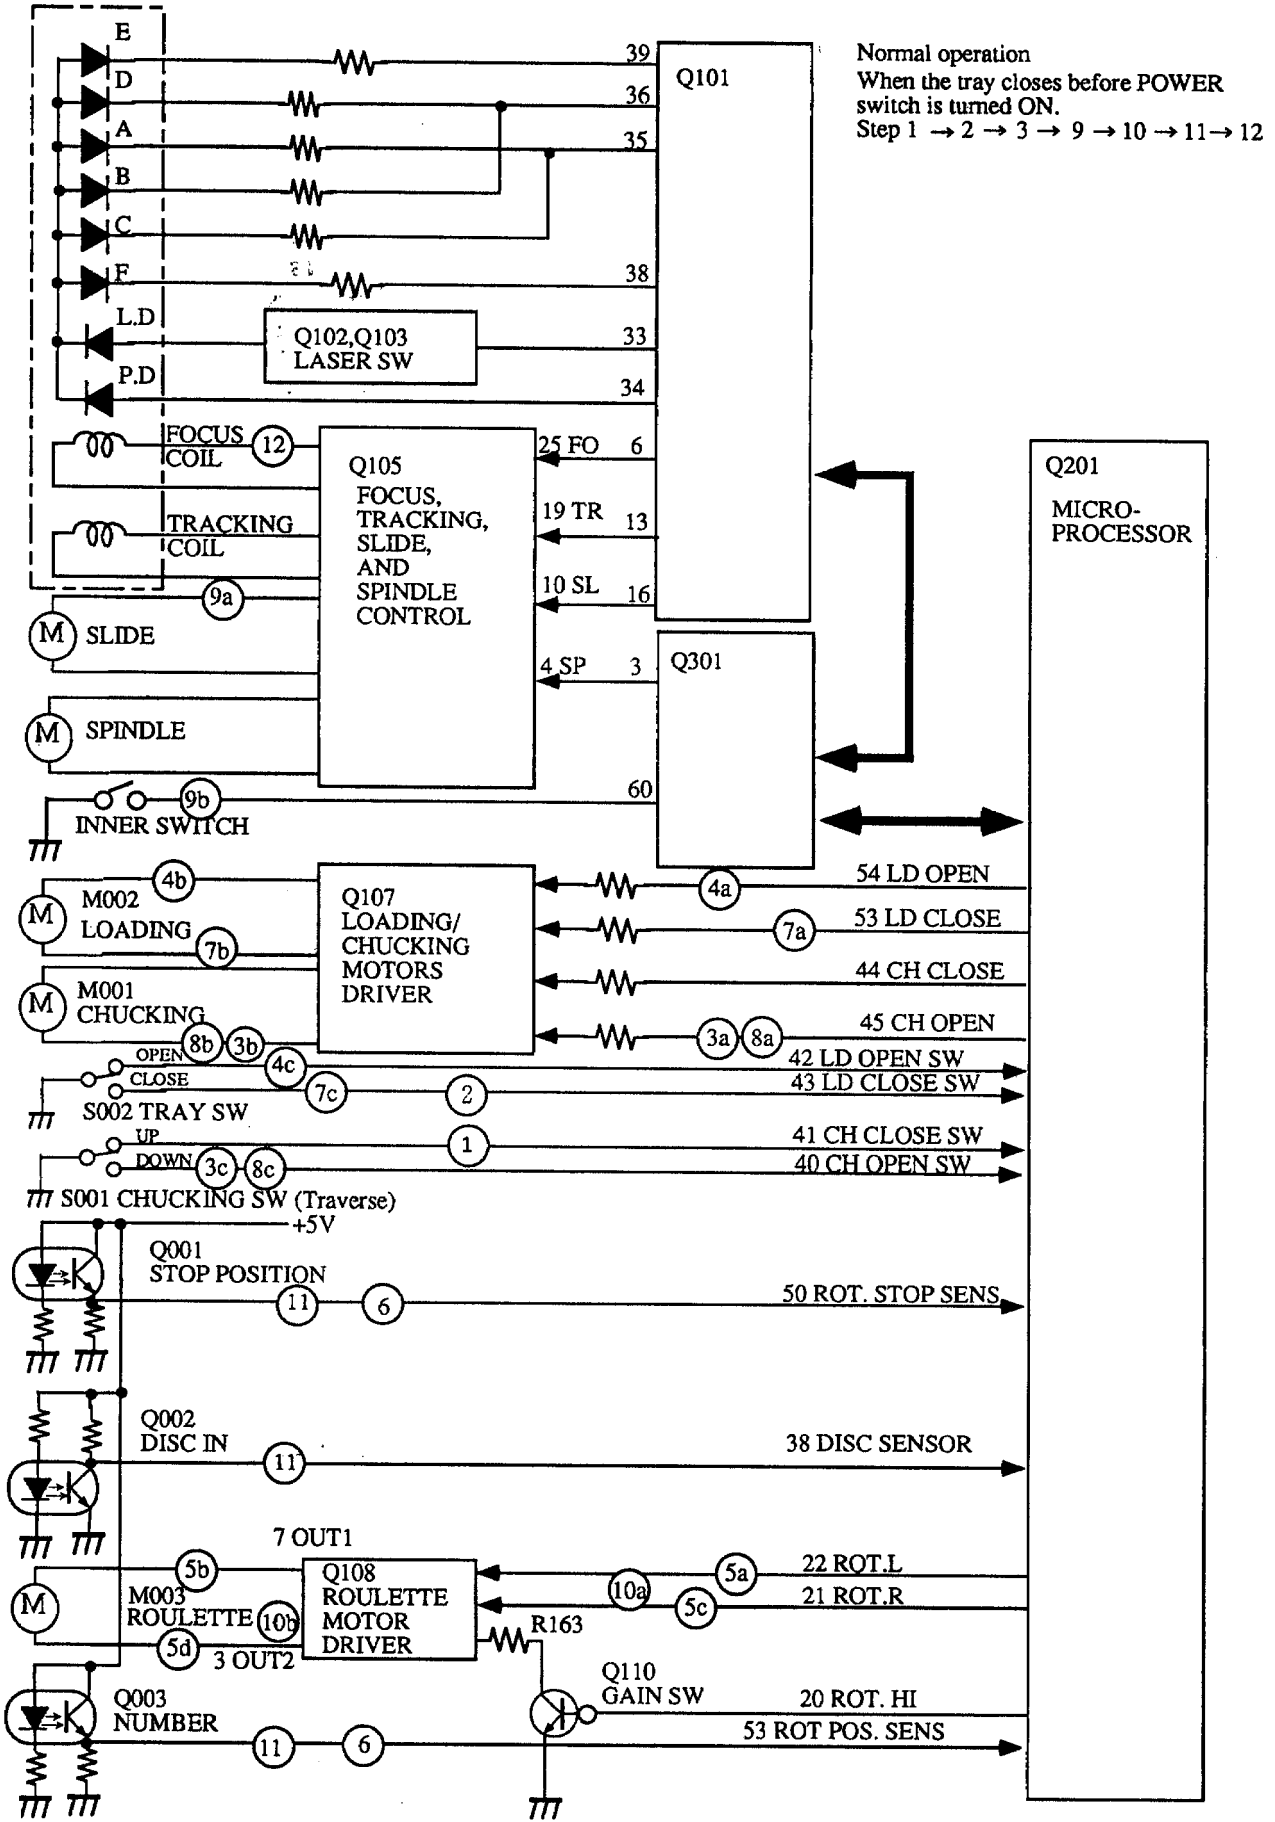 E
39
Q101
Normal operation
When the tray closes before POWER
switch is turned ON.
Step 1 → 2 → 3 → 9 → 10 → 11 → 12
D
36
A
35
B
C
F
38
L.D
Q102,Q103
LASER SW
33
P.D
34
FOCUS
COIL
12
25 FO
6
Q105
FOCUS,
TRACKING,
SLIDE,
AND
SPINDLE
CONTROL
Q201
MICRO-
PROCESSOR
TRACKING
COIL
19 TR
13
9a
10 SL
16
M
SLIDE
4 SP
3
Q301
M
SPINDLE
9b
60
INNER SWITCH
4b
M002
M
LOADING
7b
Q107
LOADING/
CHUCKING
MOTORS
DRIVER
4a
54 LD OPEN
7a
53 LD CLOSE
44 CH CLOSE
M001
M
CHUCKING
8b
3b
3a
8a
45 CH OPEN
OPEN
4c
42 LD OPEN SW
CLOSE
7c
2
43 LD CLOSE SW
S002 TRAY SW
UP
1
41 CH CLOSE SW
DOWN
3c
8c
40 CH OPEN SW
S001 CHUCKING SW (Traverse)
+5V
Q001
STOP POSITION
11
6
50 ROT. STOP SENS
Q002
DISC IN
11
38 DISC SENSOR
7 OUT1
5b
Q108
ROULETTE
MOTOR
DRIVER
5a
22 ROT.L
10a
5c
21 ROT.R
M
M003
ROULETTE
10b
5d
3 OUT2
R163
Q110
GAIN SW
20 ROT. HI
Q003
NUMBER
11
6
53 ROT POS. SENS